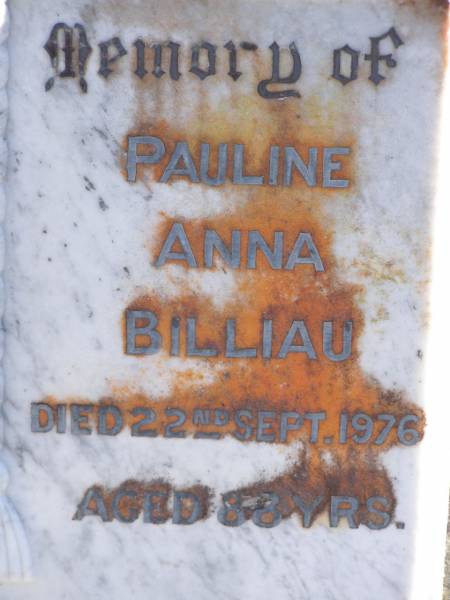 Memory of
PAULINE
ANNA
BILLIAU
DIED 22ND SEPT. 1976
AGED 88 YRS.